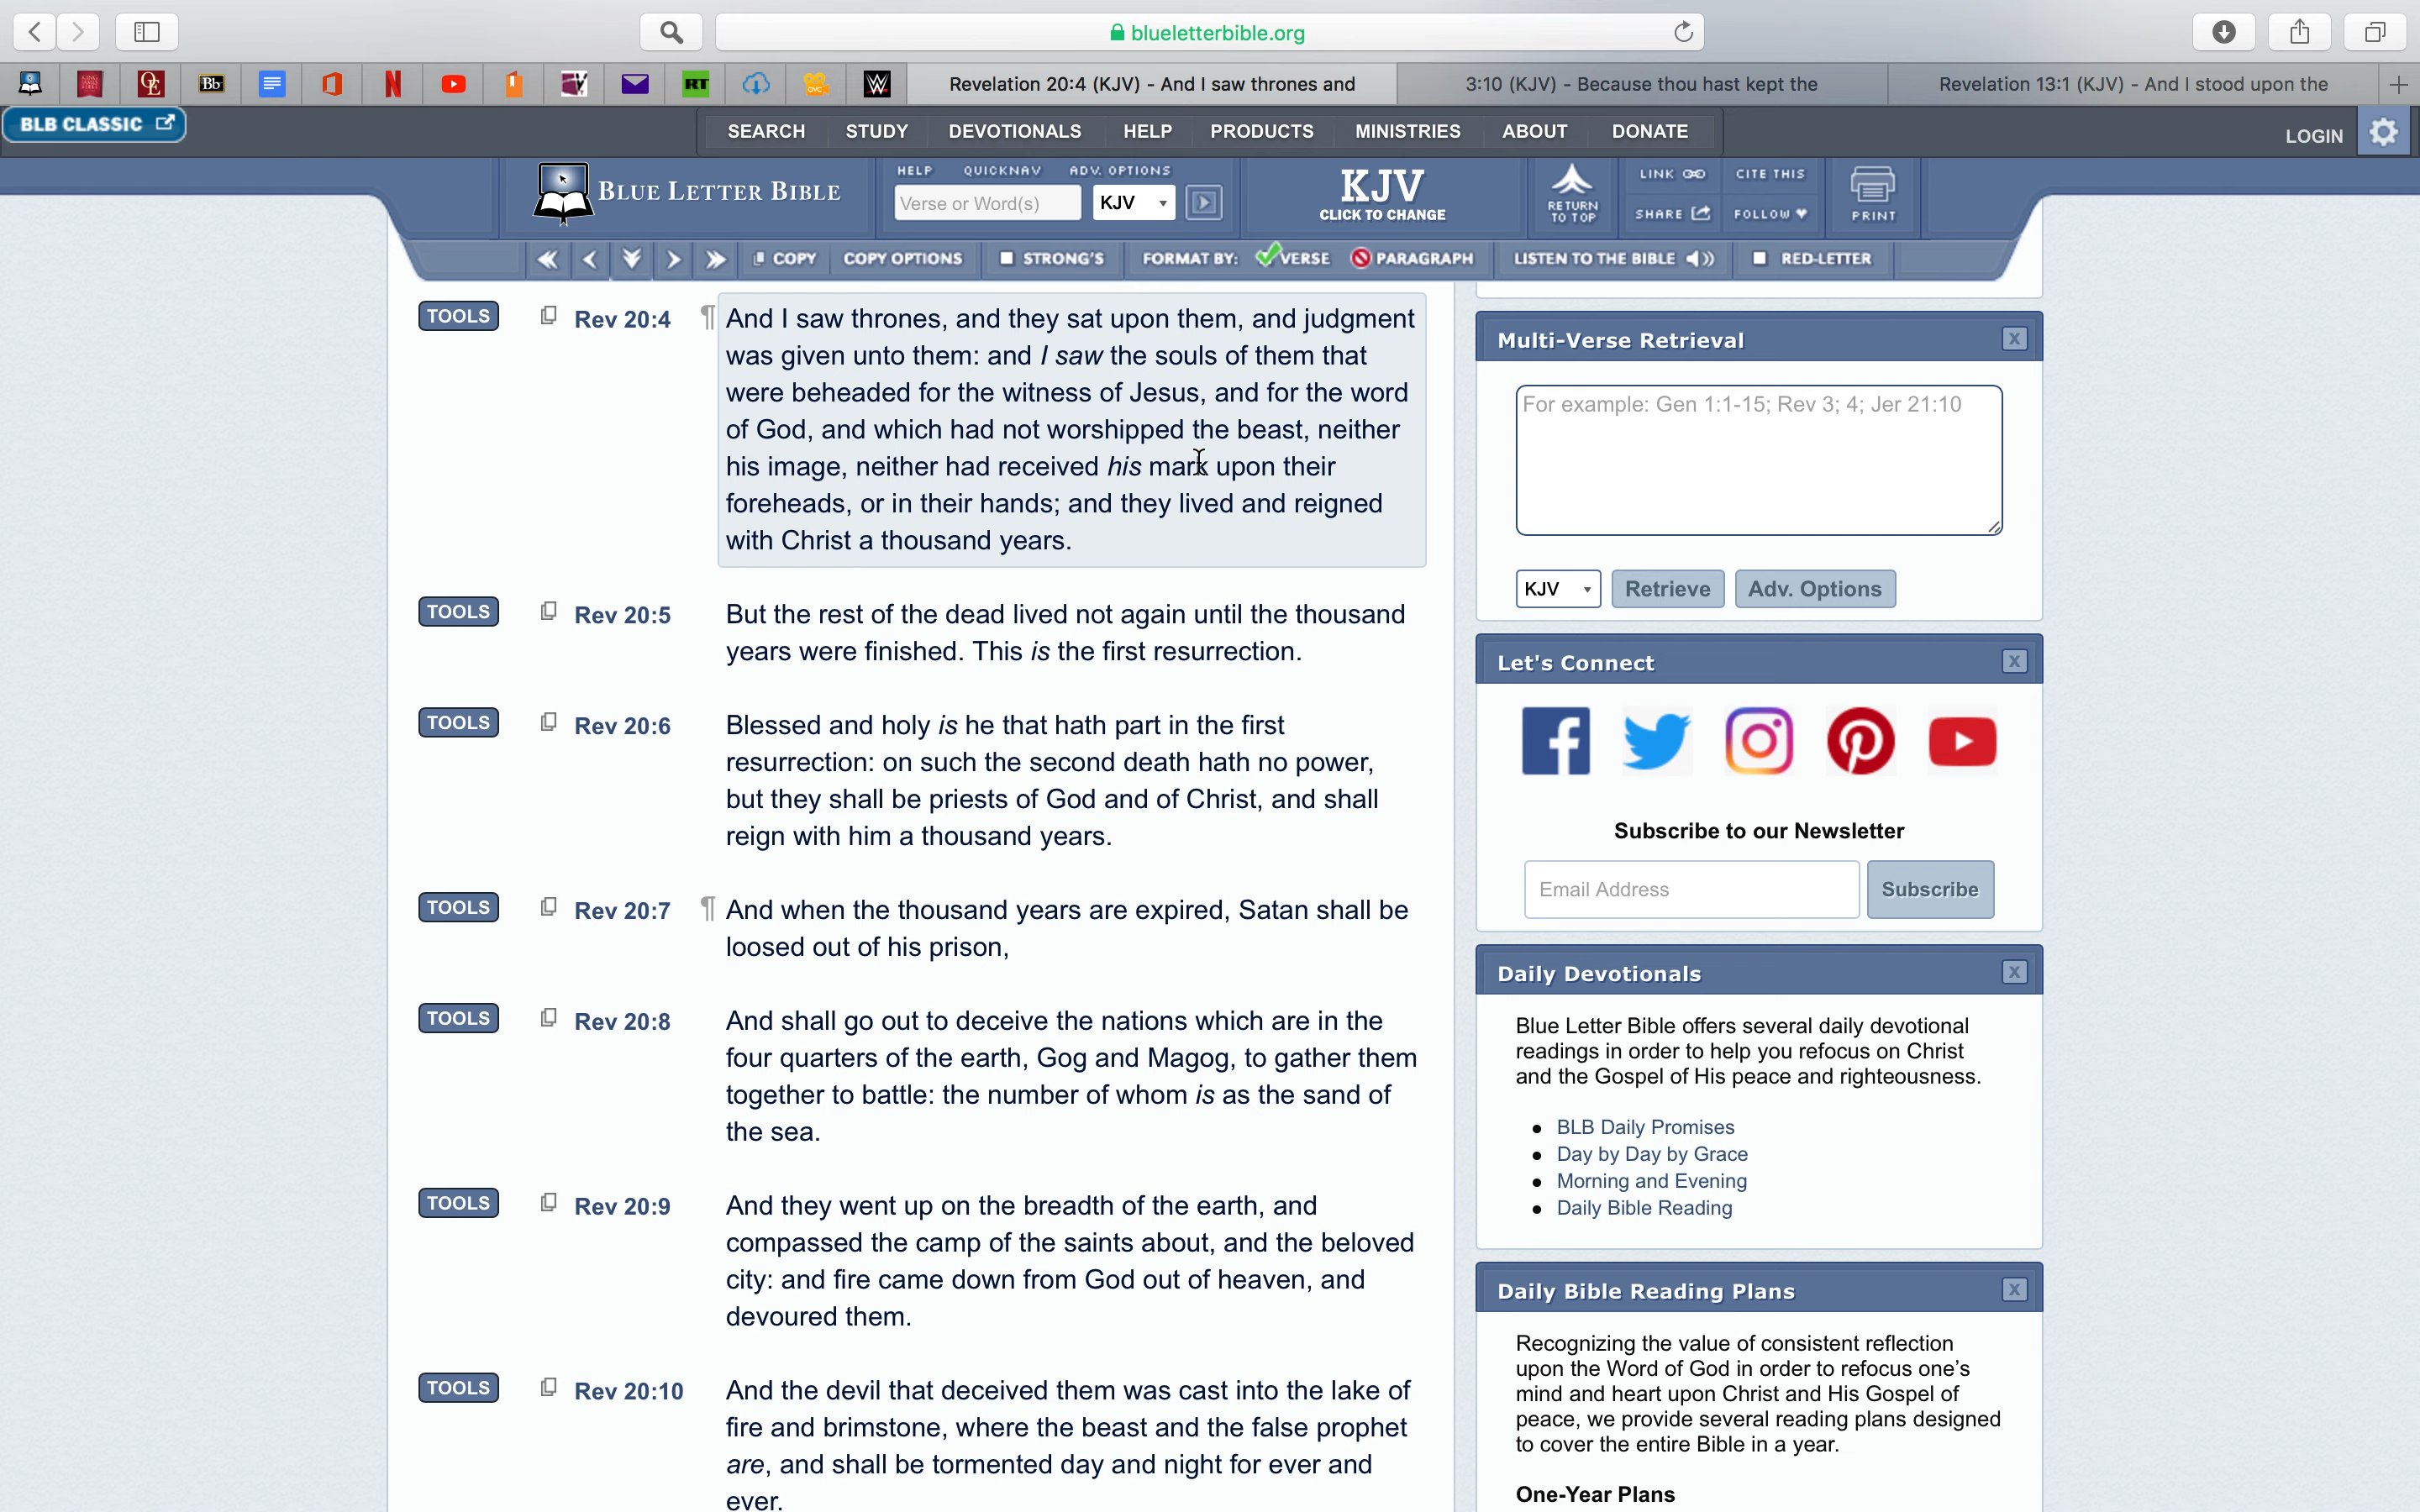 blueletterbible.org
Bb
RT
OVC
Revelation 20:4 (KJV) - And I saw thrones and
3:10 (KJV) - Because thou hast kept the
Revelation 13:1 (KJV) - And I stood upon the
BLB CLASSIC
SEARCH STUDY DEVOTIONALS HELP PRODUCTS MINISTRIES ABOUT DONATE
LOGIN
BLUE LETTER BIBLE
HELP QUICKNAV ADV. OPTIONS
Verse or Word(s)
KJV
KJV
CLICK TO CHANGE
RETURN
TO TOP
LINK
CITE THIS
SHARE
FOLLOW
PRINT
COPY COPY OPTIONS STRONG'S FORMAT BY: VERSE PARAGRAPH LISTEN TO THE BIBLE RED-LETTER
TOOLS Rev 20:4 ¶ And I saw thrones, and they sat upon them, and judgment
was given unto them: and I saw the souls of them that
were beheaded for the witness of Jesus, and for the word
of God, and which had not worshipped the beast, neither
his image, neither had received his mark upon their
foreheads, or in their hands; and they lived and reigned
with Christ a thousand years.
TOOLS Rev 20:5 But the rest of the dead lived not again until the thousand
years were finished. This is the first resurrection.
TOOLS Rev 20:6 Blessed and holy is he that hath part in the first
resurrection: on such the second death hath no power,
but they shall be priests of God and of Christ, and shall
reign with him a thousand years.
TOOLS Rev 20:7 ¶ And when the thousand years are expired, Satan shall be
loosed out of his prison,
TOOLS Rev 20:8 And shall go out to deceive the nations which are in the
four quarters of the earth, Gog and Magog, to gather them
together to battle: the number of whom is as the sand of
the sea.
TOOLS Rev 20:9 And they went up on the breadth of the earth, and
compassed the camp of the saints about, and the beloved
city: and fire came down from God out of heaven, and
devoured them.
TOOLS Rev 20:10 And the devil that deceived them was cast into the lake of
fire and brimstone, where the beast and the false prophet
are, and shall be tormented day and night for ever and
ever.
Multi-Verse Retrieval
X
For example: Gen 1:1-15; Rev 3; 4; Jer 21:10
KJV Retrieve Adv. Options
Let's Connect
X
Subscribe to our Newsletter
Email Address Subscribe
Daily Devotionals
X
Blue Letter Bible offers several daily devotional
readings in order to help you refocus on Christ
and the Gospel of His peace and righteousness.
• BLB Daily Promises
• Day by Day by Grace
• Morning and Evening
• Daily Bible Reading
Daily Bible Reading Plans
X
Recognizing the value of consistent reflection
upon the Word of God in order to refocus one's
mind and heart upon Christ and His Gospel of
peace, we provide several reading plans designed
to cover the entire Bible in a year.
One-Year Plans